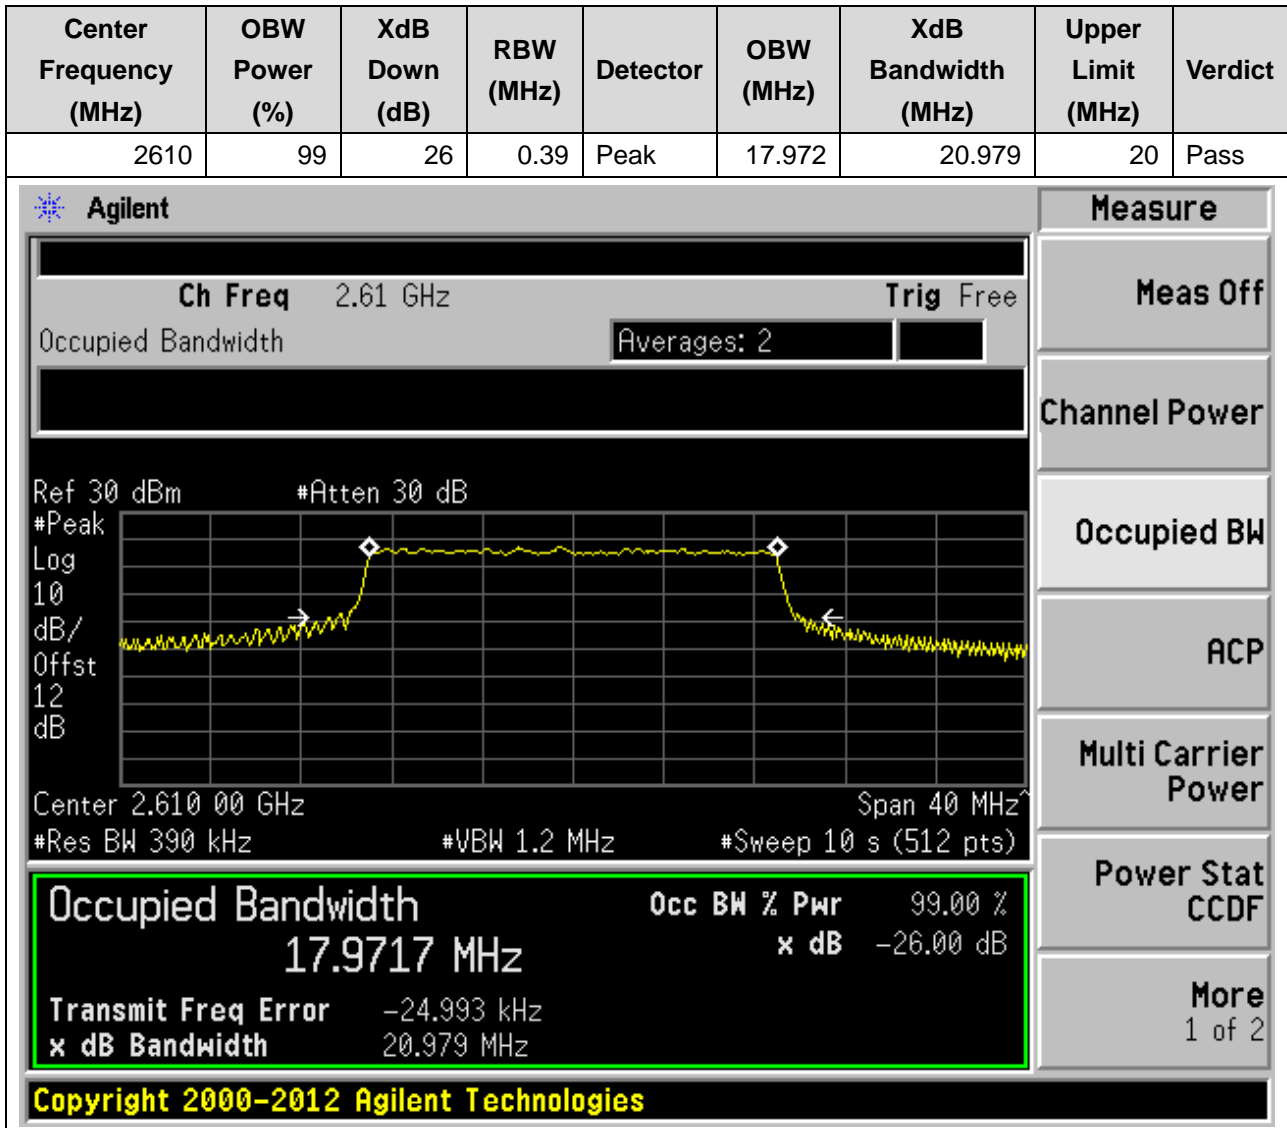 Center Frequency (MHz) OBW Power (%) XdB Down (dB) RBW (MHz) Detector OBW (MHz) XdB Bandwidth (MHz) Upper Limit (MHz) Verdict
2610 99 26 0.39 Peak 17.972 20.979 20 Pass
Agilent
Measure
Ch Freq 2.61 GHz Trig Free
Meas Off
Occupied Bandwidth Averages: 2
Channel Power
Ref 30 dBm #Atten 30 dB
#Peak
Log
10
dB/
Offst
12
dB
Occupied BW
ACP
Multi Carrier
Power
Center 2.610 00 GHz Span 40 MHz^
#Res BW 390 kHz #VBW 1.2 MHz #Sweep 10 s (512 pts)
Power Stat
CCDF
Occupied Bandwidth Occ BW % Pwr 99.00 %
17.9717 MHz x dB -26.00 dB
Transmit Freq Error -24.993 kHz
x dB Bandwidth 20.979 MHz
More
1 of 2
Copyright 2000-2012 Agilent Technologies